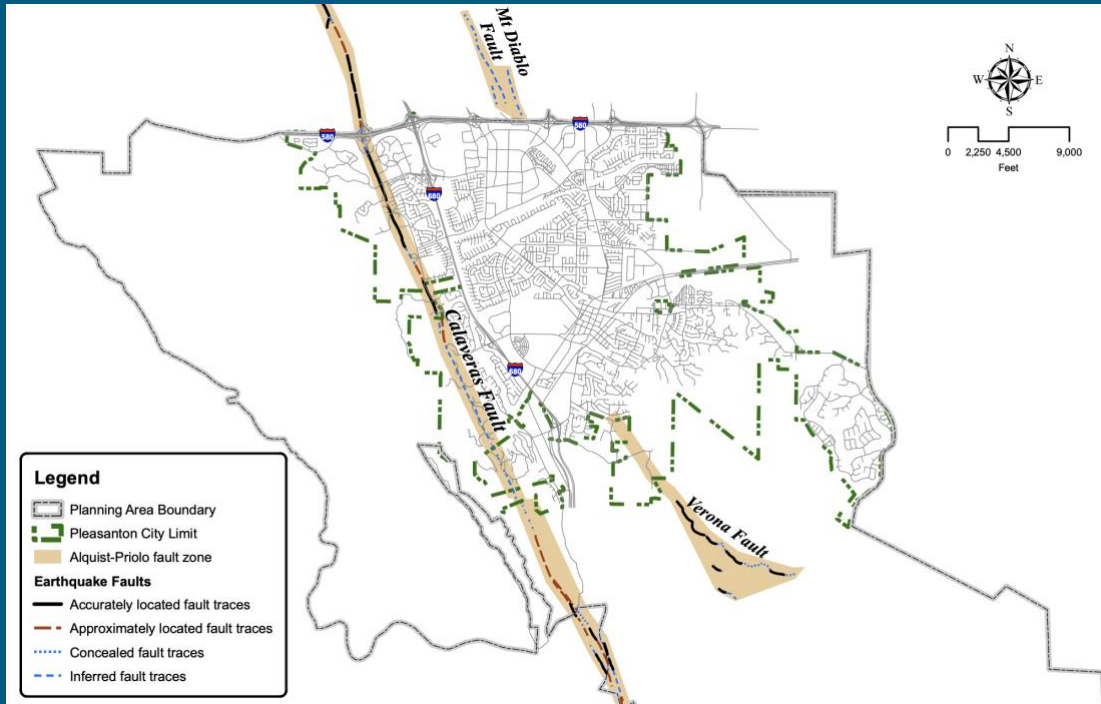 Mt Diablo
Fault
N
W E
S
0 2,250 4,500 9,000
Feet
580
580
680
Calaveras Fault
680
Verona Fault
Legend
Planning Area Boundary
Pleasanton City Limit
Alquist-Priolo fault zone
Earthquake Faults
Accurately located fault traces
Approximately located fault traces
Concealed fault traces
Inferred fault traces